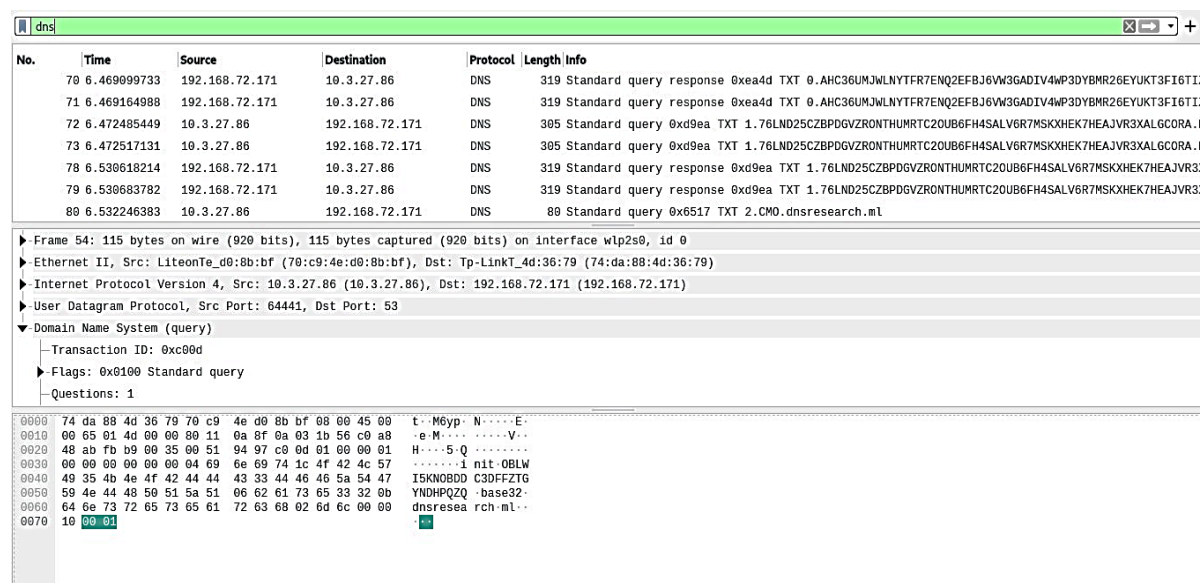 dns
No. Time Source Destination Protocol Length Info
70 6.469099733 192.168.72.171 10.3.27.86 DNS 319 Standard query response 0xea4d TXT 0.AHC36UMJWLNYTFR7ENQ2EFBJ6VW3GADIV4WP3DYBMR26EYUKT3FI6TI
71 6.469164988 192.168.72.171 10.3.27.86 DNS 319 Standard query response 0xea4d TXT 0.AHC36UMJWLNYTFR7ENQ2EFBJ6VW3GADIV4WP3DYBMR26EYUKT3FI6TI
72 6.472485449 10.3.27.86 192.168.72.171 DNS 305 Standard query 0xd9ea TXT 1.76LND25CZBPDGVZRONTHUMRTC2OUB6FH4SALV6R7MSKXHEK7HEAJVR3XALGCORA.
73 6.472517131 10.3.27.86 192.168.72.171 DNS 305 Standard query 0xd9ea TXT 1.76LND25CZBPDGVZRONTHUMRTC2OUB6FH4SALV6R7MSKXHEK7HEAJVR3XALGCORA.
78 6.530618214 192.168.72.171 10.3.27.86 DNS 319 Standard query response 0xd9ea TXT 1.76LND25CZBPDGVZRONTHUMRTC2OUB6FH4SALV6R7MSKXHEK7HEAJVR3
79 6.530683782 192.168.72.171 10.3.27.86 DNS 319 Standard query response 0xd9ea TXT 1.76LND25CZBPDGVZRONTHUMRTC2OUB6FH4SALV6R7MSKXHEK7HEAJVR3
80 6.532246383 10.3.27.86 192.168.72.171 DNS 80 Standard query 0x6517 TXT 2.CMO.dnsresearch.ml
Frame 54: 115 bytes on wire (920 bits), 115 bytes captured (920 bits) on interface wlp2s0, id 0
Ethernet II, Src: LiteonTe_d0:8b:bf (70:c9:4e:d0:8b:bf), Dst: Tp-LinkT_4d:36:79 (74:da:88:4d:36:79)
Internet Protocol Version 4, Src: 10.3.27.86 (10.3.27.86), Dst: 192.168.72.171 (192.168.72.171)
User Datagram Protocol, Src Port: 64441, Dst Port: 53
Domain Name System (query)
Transaction ID: 0xc00d
Flags: 0x0100 Standard query
Questions: 1
0000 74 da 88 4d 36 79 70 c9 4e d0 8b bf 08 00 45 00 t··M6yp· N·····E·
0010 00 65 01 4d 00 00 80 11 0a 8f 0a 03 1b 56 c0 a8 ·e·M···· ·····V··
0020 48 ab fb b9 00 35 00 51 94 97 c0 0d 01 00 00 01 H····5·Q ········
0030 00 00 00 00 00 00 04 69 6e 69 74 1c 4f 42 4c 57 ·······i nit·OBLW
0040 49 35 4b 4e 4f 42 44 44 43 33 44 46 46 5a 54 47 I5KNOBDD C3DFFZTG
0050 59 4e 44 48 50 51 5a 51 06 62 61 73 65 33 32 0b YNDHPQZQ ·base32·
0060 64 6e 73 72 65 73 65 61 72 63 68 02 6d 6c 00 00 dnsresea rch·ml··
0070 10 00 01 ···